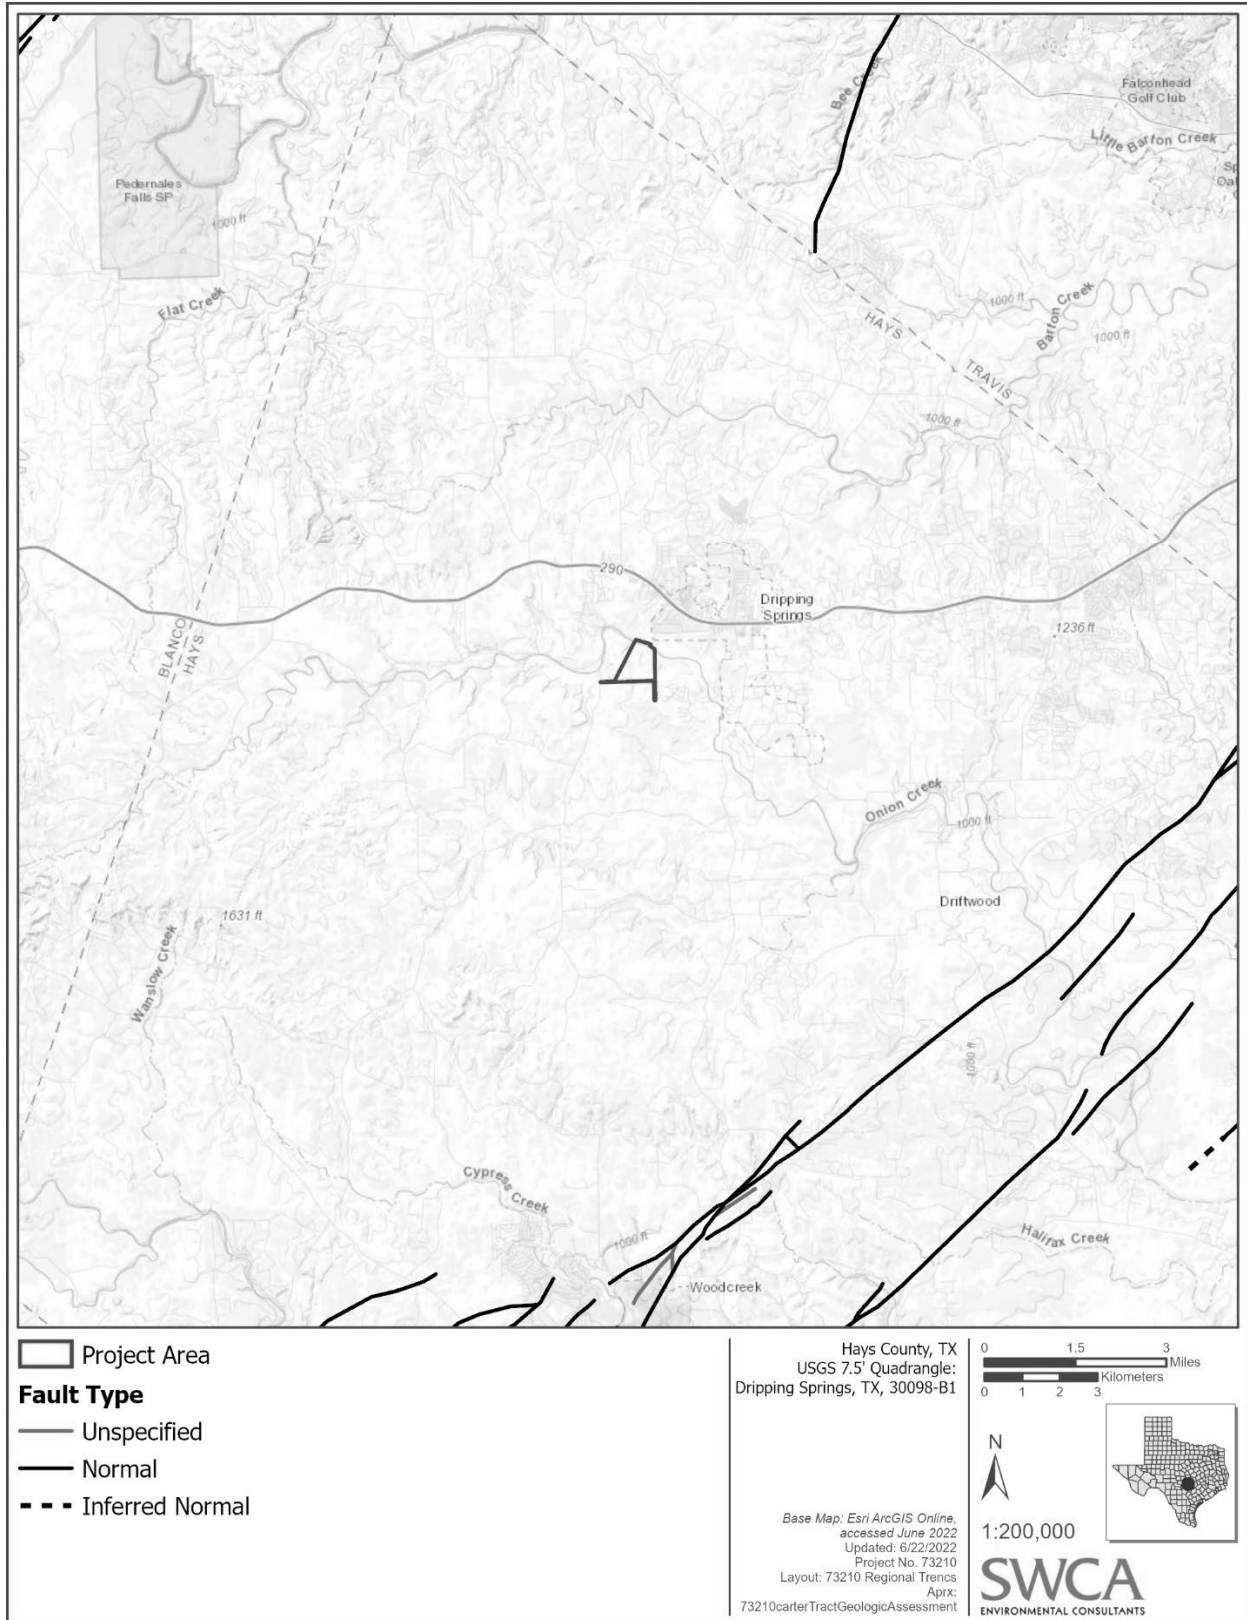 Bee Creek
Falconhead
Golf Club
Little Barton Creek
Sp
Oal
Pedernales
Falls SP
1000 ft
Flat Creek
1000 ft
Barton Creek
HAYS
1000 ft
TRAVIS
1000 ft
290
Dripping
Springs
1236 ft
BLANCO
HAYS
Onion Creek
1000 ft
Driftwood
1631 ft
Wanslow Creek
1000 ft
Cypress Creek
1000 ft
Halifax Creek
Woodcreek
Project Area
Fault Type
Unspecified
Normal
Inferred Normal
Hays County, TX
USGS 7.5' Quadrangle:
Dripping Springs, TX, 30098-B1
Base Map: Esri ArcGIS Online,
accessed June 2022
Updated: 6/22/2022
Project No. 73210
Layout: 73210 Regional Trencs
Aprx:
73210carterTractGeologicAssessment
0 1.5 3
Miles
Kilometers
0 1 2 3
N
1:200,000
SWCA
ENVIRONMENTAL CONSULTANTS